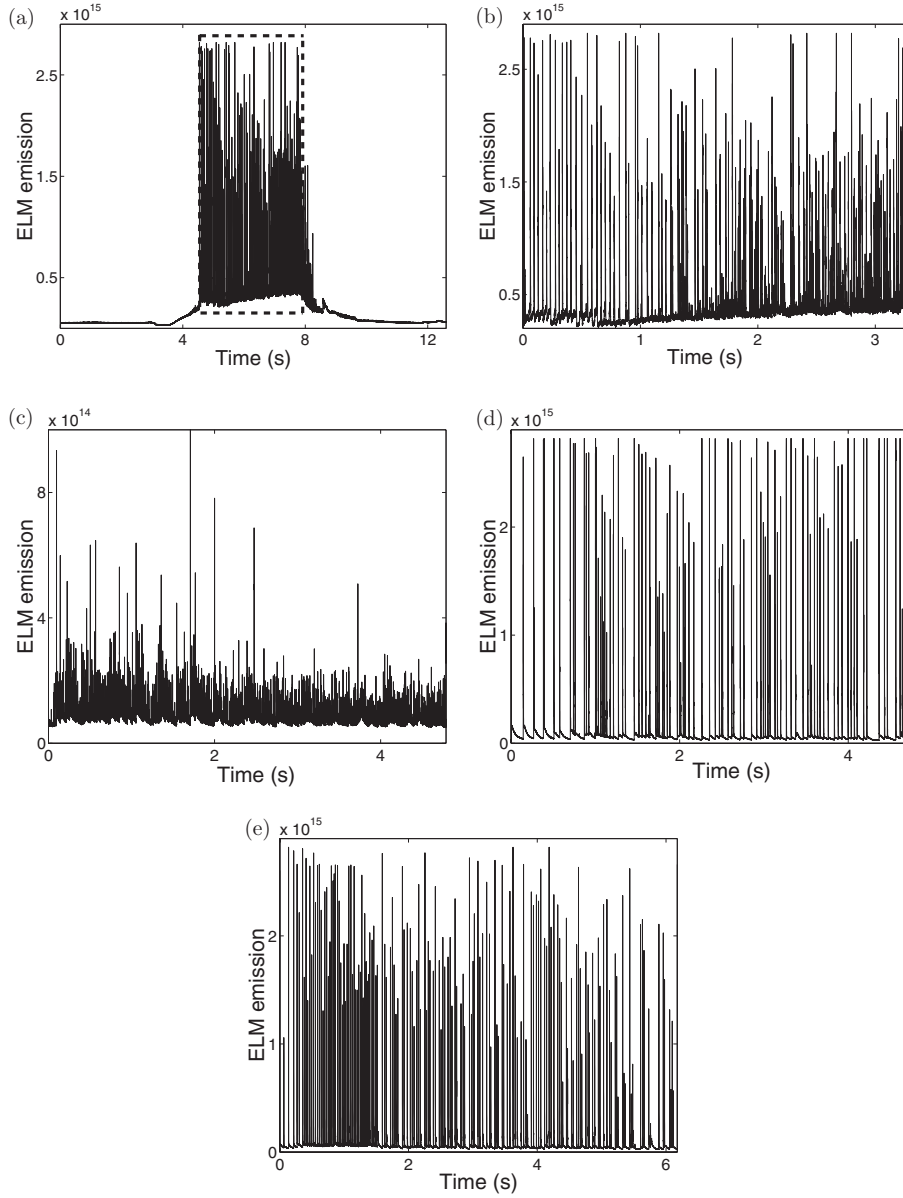 (a)
x 10^15
2.5
1.5
0.5
ELM emission
0 4 8 12
Time (s)
(b)
x 10^15
2.5
1.5
0.5
ELM emission
0 1 2 3
Time (s)
(c)
x 10^14
8
4
0
ELM emission
0 2 4
Time (s)
(d)
x 10^15
2
1
0
ELM emission
0 2 4
Time (s)
(e)
x 10^15
2
1
0
ELM emission
0 2 4 6
Time (s)